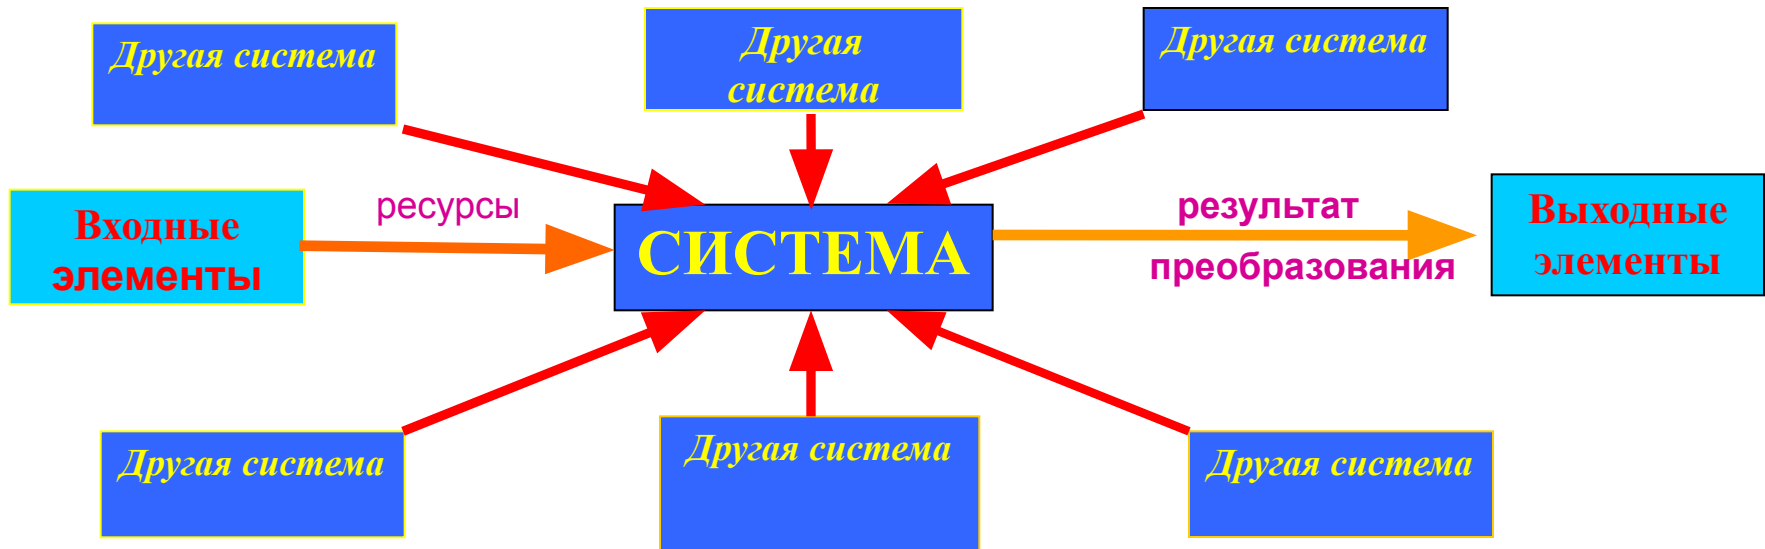 Другая система
Другая
система
Другая система
Входные
элементы
ресурсы
СИСТЕМА
результат
преобразования
Выходные
элементы
Другая система
Другая система
Другая система